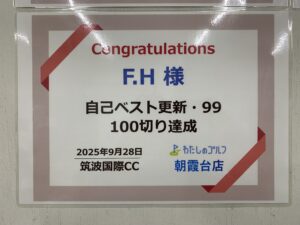 Congratulations
F.H 様
自己ベスト更新・99
100切り達成
2025年9月28日
筑波国際CC
わたしのゴルフ
朝霞台店